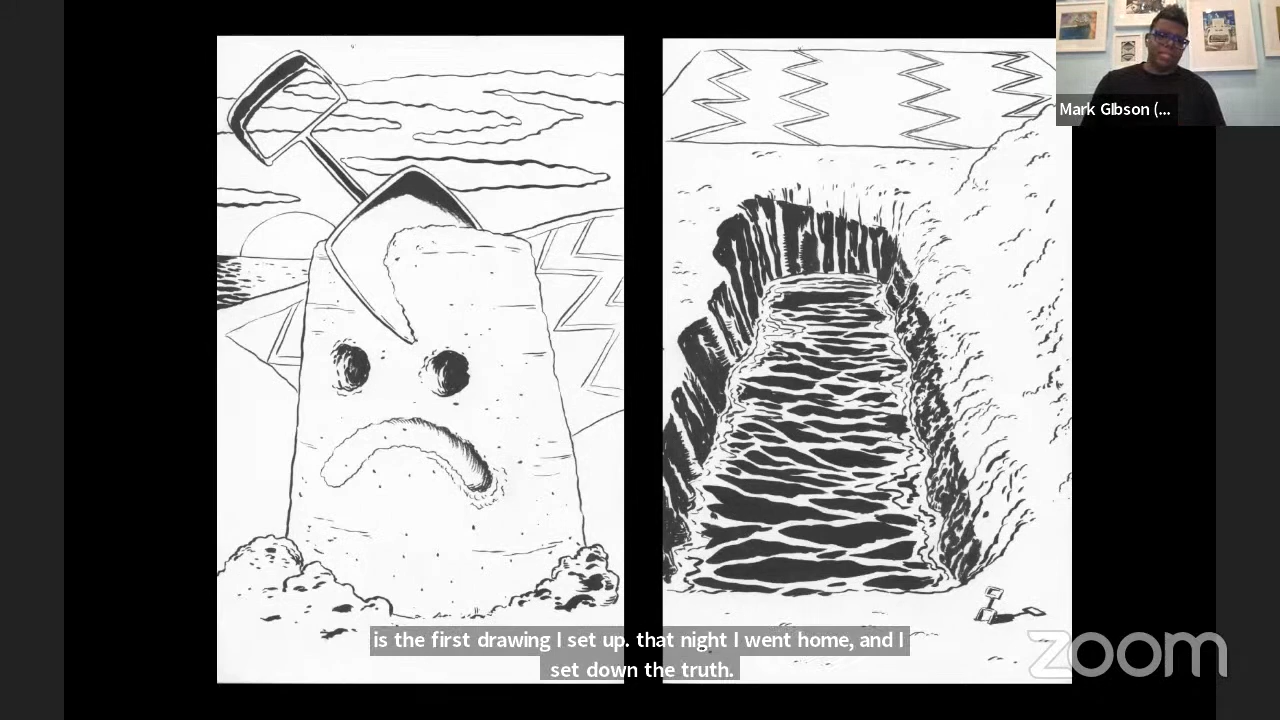 Mark GIbson (...
is the first drawing I set up. that night I went home, and I
set down the truth.
zoom